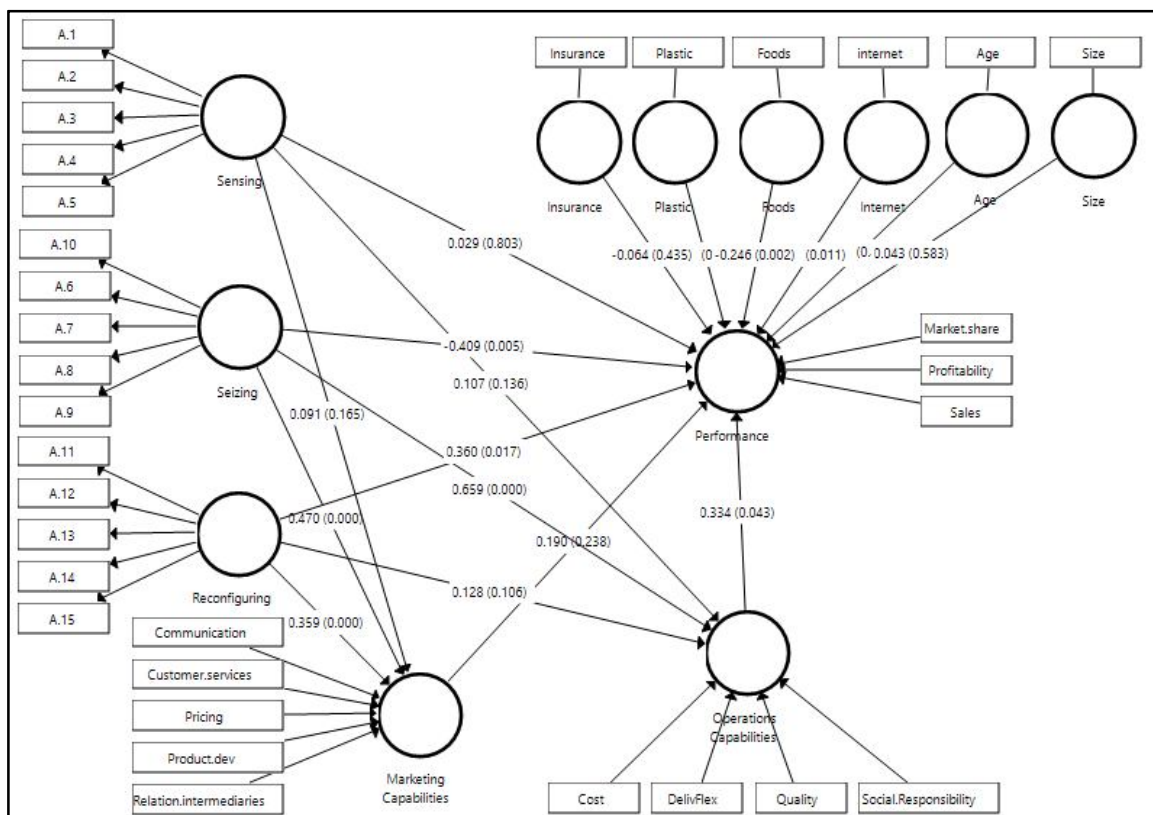 A.1
A.2
A.3
A.4
A.5
Sensing
A.10
A.6
A.7
A.8
A.9
Seizing
A.11
A.12
A.13
A.14
A.15
Reconfiguring
Insurance
Plastic
Foods
internet
Age
Size
Insurance
Plastic
Foods
Internet
Age
Size
0.029 (0.803)
-0.064 (0.435)
(0
-0.246 (0.002)
(0.011)
(0.
0.043 (0.583)
-0.409 (0.005)
0.107 (0.136)
0.091 (0.165)
0.360 (0.017)
0.659 (0.000)
0.470 (0.000)
0.190 (0.238)
0.334 (0.043)
0.128 (0.106)
0.359 (0.000)
Market.share
Profitability
Sales
Performance
Communication
Customer.services
Pricing
Product.dev
Relation.intermediaries
Marketing
Capabilities
Operations
Capabilities
Cost
DelivFlex
Quality
Social.Responsibility